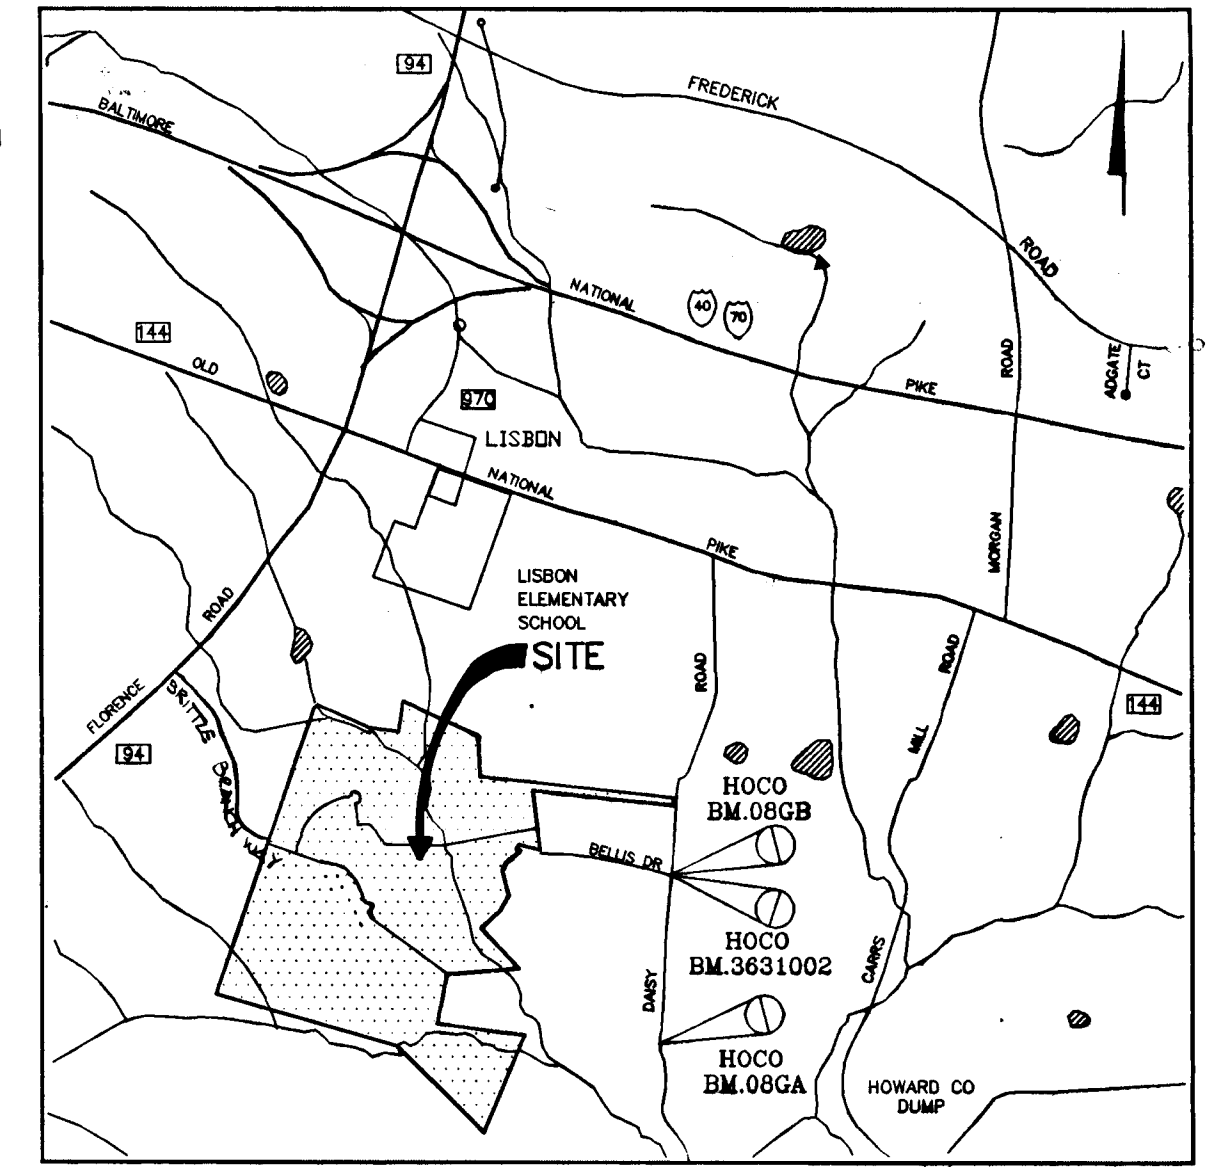 94
FREDERICK
ROAD
BALTIMORE
NATIONAL
40
70
PIKE
ROAD
MORGAN
ADGATE
CT
144
OLD
970
LISBON
NATIONAL
PIKE
LISBON
ELEMENTARY
SCHOOL
SITE
ROAD
FLORENCE
94
BRITTLE BRANCH WAY
ROAD
DAISY
ROAD
MILL
CARRS
144
HOCO
BM.08GB
BELLIS DR
HOCO
BM.3631002
HOCO
BM.08GA
HOWARD CO
DUMP